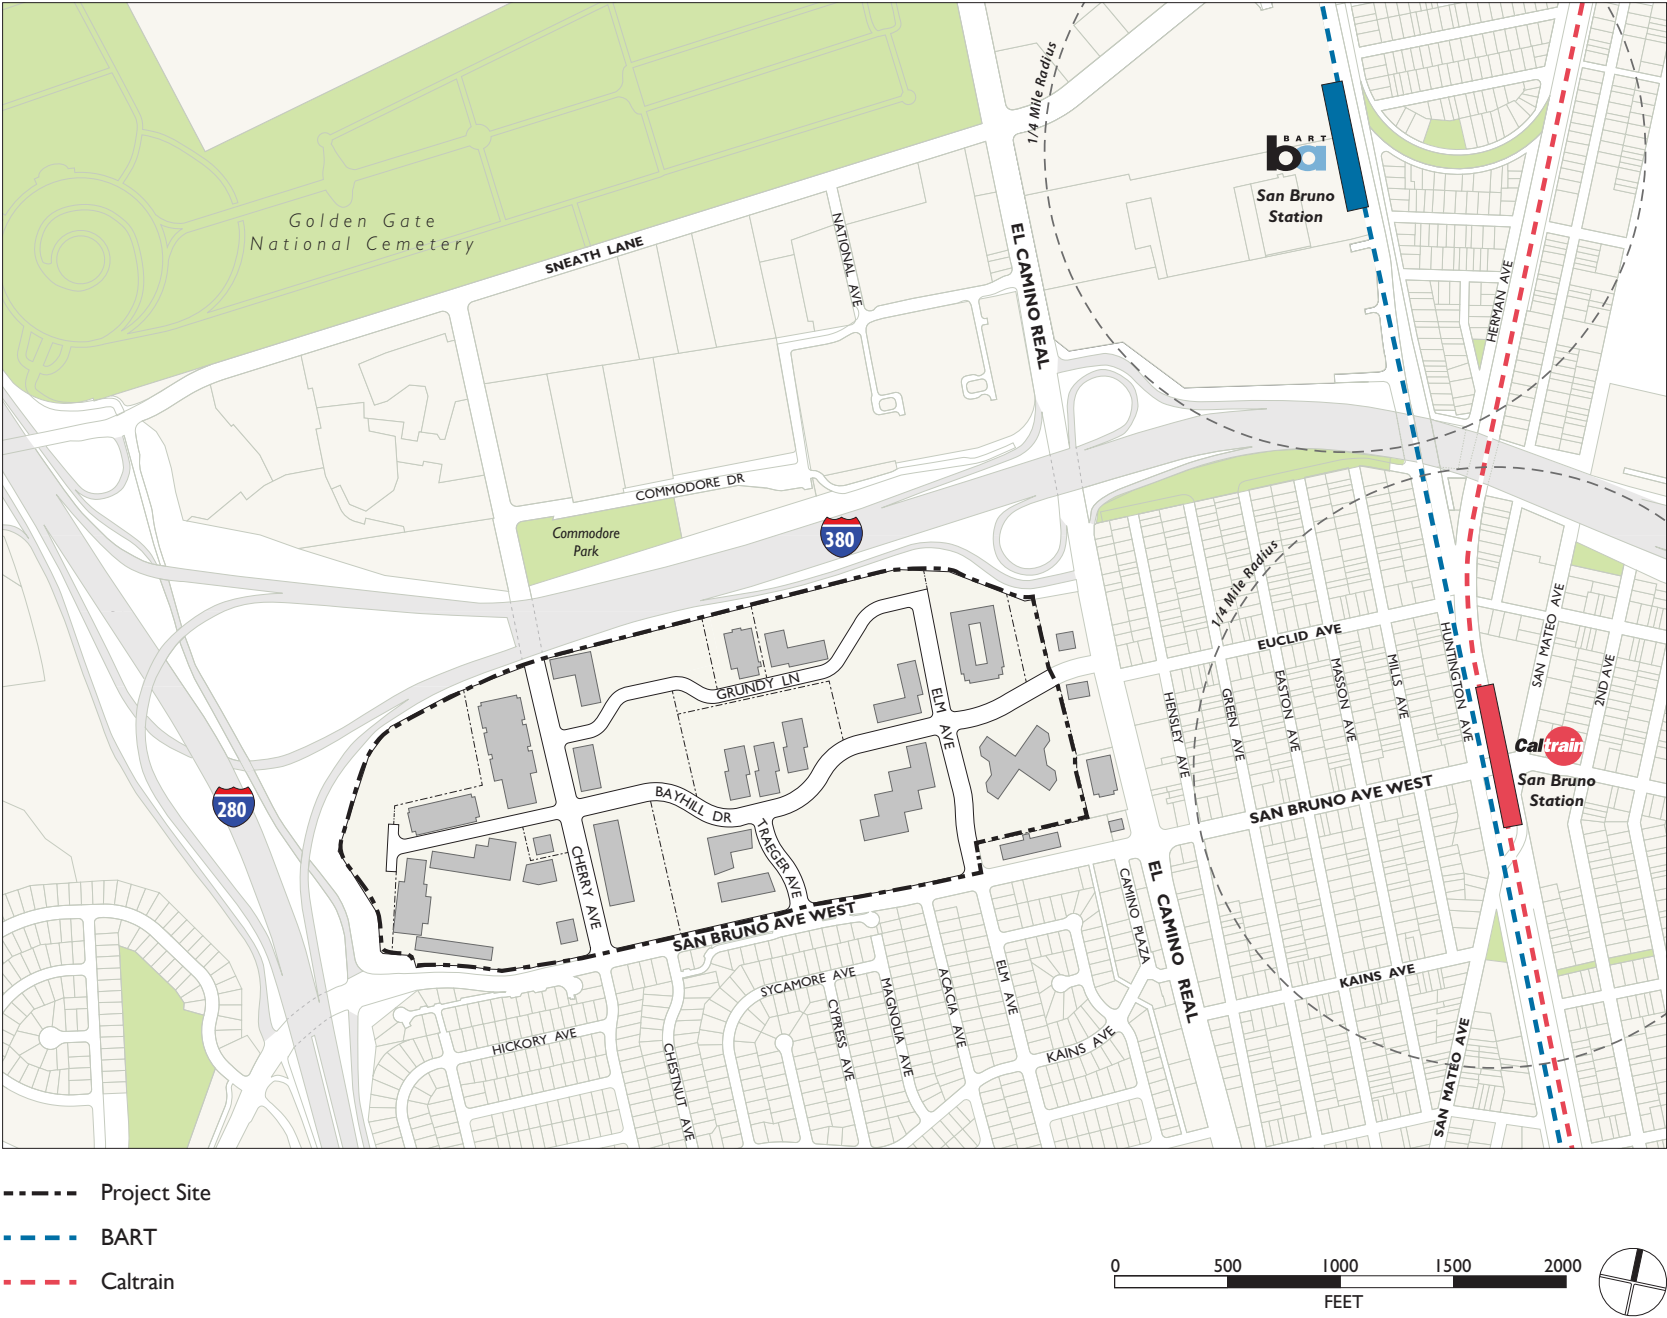 1/4 Mile Radius
BART
ba
San Bruno
Station
Golden Gate
National Cemetery
SNEATH LANE
NATIONAL AVE
EL CAMINO REAL
HERMAN AVE
COMMODORE DR
Commodore
Park
380
1/4 Mile Radius
EUCLID AVE
SAN MATEO AVE
HUNTINGTON AVE
2ND AVE
MILLS AVE
MASSON AVE
EASTON AVE
GREEN AVE
HENSLEY AVE
GRUNDY LN
ELM AVE
Caltrain
San Bruno
Station
280
BAYHILL DR
TRAEGER AVE
CHERRY AVE
SAN BRUNO AVE WEST
SAN BRUNO AVE WEST
EL CAMINO REAL
CAMINO PLAZA
KAINS AVE
SYCAMORE AVE
CYPRESS AVE
MAGNOLIA AVE
ACACIA AVE
ELM AVE
KAINS AVE
HICKORY AVE
CHESTNUT AVE
SAN MATEO AVE
Project Site
BART
Caltrain
0 500 1000 1500 2000
FEET